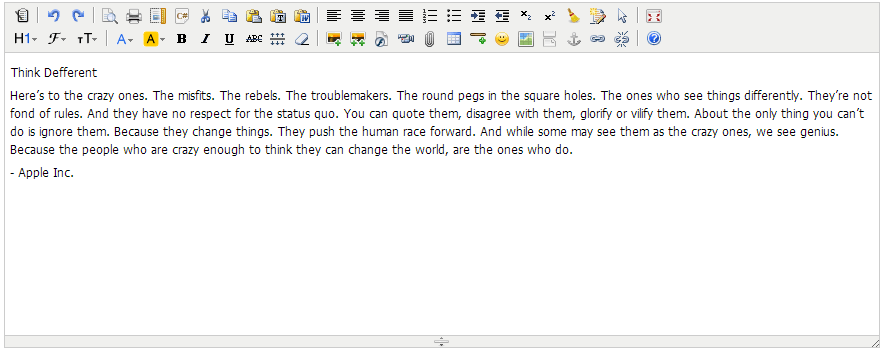 H1 F TT A A B I U ABC
Think Defferent
Here's to the crazy ones. The misfits. The rebels. The troublemakers. The round pegs in the square holes. The ones who see things differently. They're not
fond of rules. And they have no respect for the status quo. You can quote them, disagree with them, glorify or vilify them. About the only thing you can't
do is ignore them. Because they change things. They push the human race forward. And while some may see them as the crazy ones, we see genius.
Because the people who are crazy enough to think they can change the world, are the ones who do.
- Apple Inc.